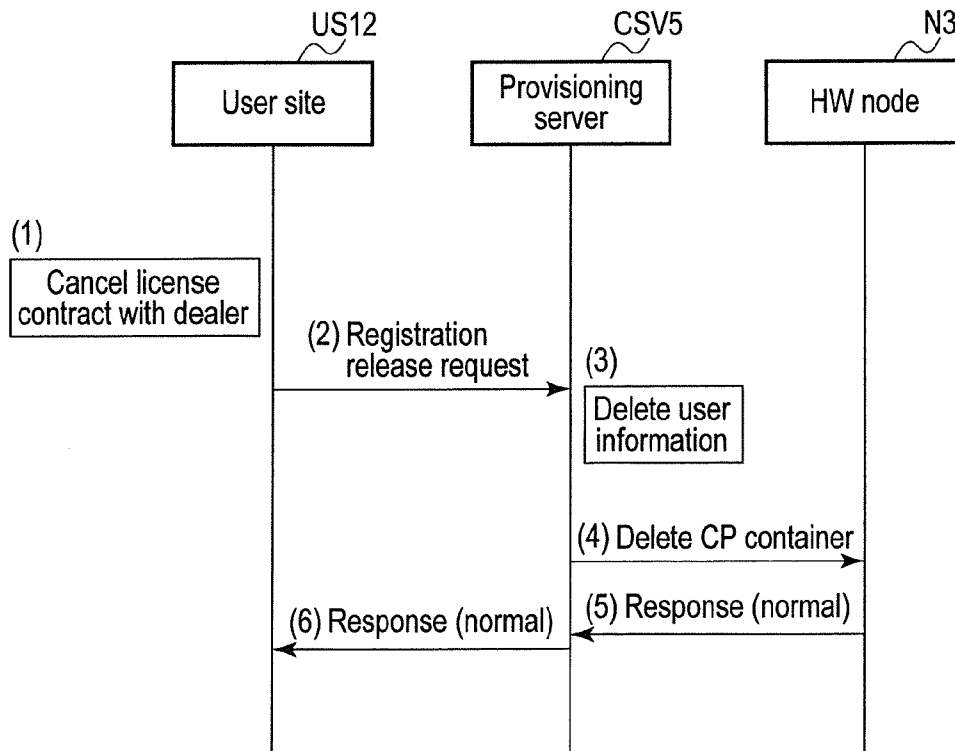 US12
CSV5
N3
User site
Provisioning
server
HW node
(1)
Cancel license
contract with dealer
(2) Registration
release request
(3)
Delete user
information
(4) Delete CP container
(5) Response (normal)
(6) Response (normal)